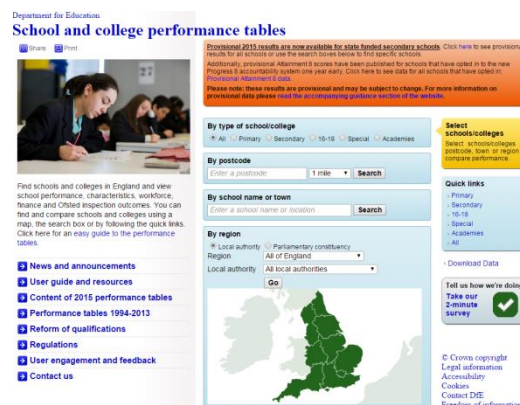 Department for Education
School and college performance tables
Share Print
Provisional 2015 results are now available for state funded secondary schools. Click here to see provisional
results for all schools or use the search boxes below to find specific schools.
Additionally, provisional Attainment 8 scores have been published for schools that have opted in to the new
Progress 8 accountability system one year early. Click here to see data for all schools that have opted in.
Provisional Attainment 8 data.
Please note: these results are provisional and may be subject to change. For more information on
provisional data please read the accompanying guidance section of the website.
Find schools and colleges in England and view
school performance, characteristics, workforce,
finance and Ofsted inspection outcomes. You can
find and compare schools and colleges using a
map, the search box or by following the quick links.
Click here for an easy guide to the performance
tables.
News and announcements
User guide and resources
Content of 2015 performance tables
Performance tables 1994-2013
Reform of qualifications
Regulations
User engagement and feedback
Contact us
By type of school/college
All Primary Secondary 16-18 Special Academies
By postcode
Enter a postcode 1 mile Search
By school name or town
Enter a school name or location Search
By region
Local authority Parliamentary constituency
Region All of England
Local authority All local authorities
Go
Select
schools/colleges
Select schools/colleges
postcode, town or region
compare performance.
Quick links
Primary
Secondary
16-18
Special
Academies
All
Download Data
Tell us how we're doing
Take our
2-minute
survey
© Crown copyright
Legal information
Accessibility
Cookies
Contact DfE
Freedom of information